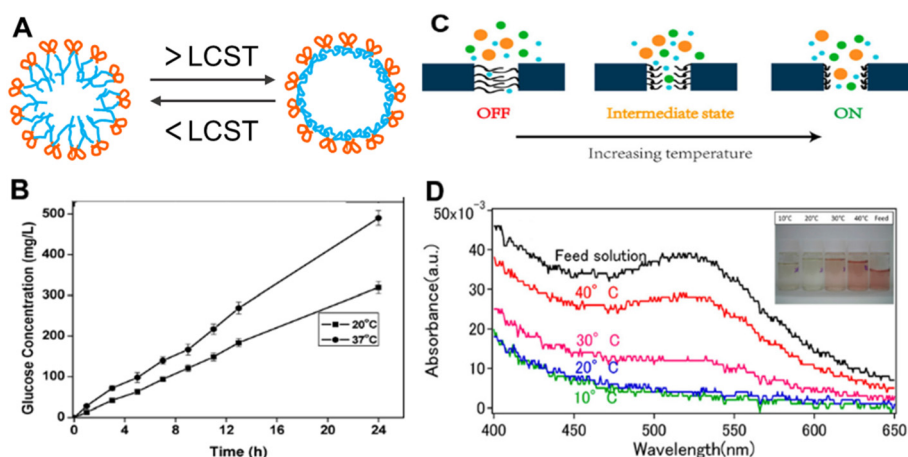 A
>LCST
<LCST
C
OFF
Intermediate state
ON
Increasing temperature
B
Glucose Concentration (mg/L)
500
400
300
200
100
0
0
4
8
12
16
20
24
Time (h)
20°C
37°C
D
Absorbance(a.u.)
50x10⁻³
40
30
20
10
0
400
450
500
550
600
650
Wavelength(nm)
Feed solution
40° C
30° C
20° C
10° C
10°C 20°C 30°C 40°C Feed